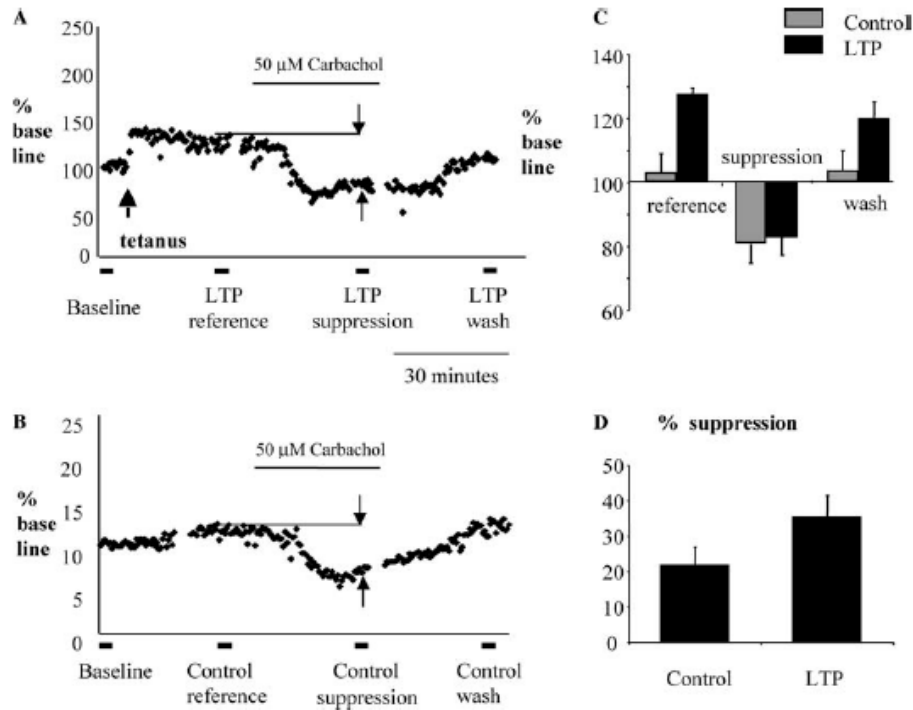 A
250
200
150
100
50
0
% base line
50 µM Carbachol
tetanus
Baseline
LTP reference
LTP suppression
LTP wash
30 minutes
B
25
20
15
10
5
0
% base line
50 µM Carbachol
Baseline
Control reference
Control suppression
Control wash
C
Control
LTP
140
120
100
80
60
% base line
reference
suppression
wash
D % suppression
50
40
30
20
10
0
Control
LTP